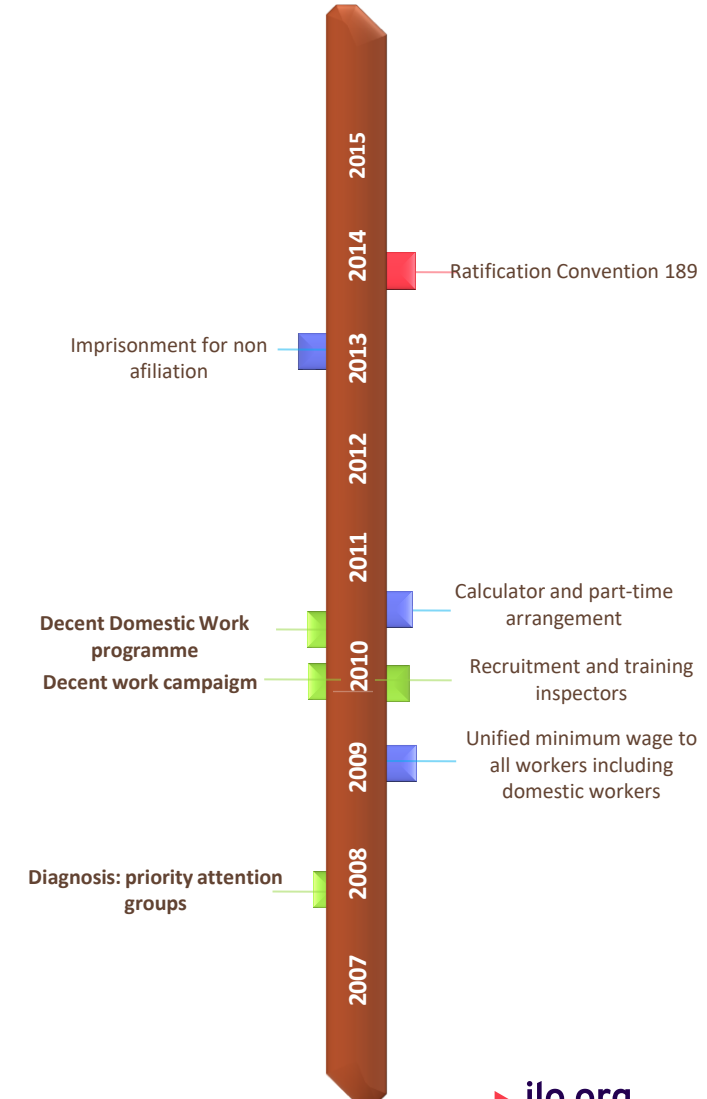 2015
2014
Ratification Convention 189
Imprisonment for non
afiliation
2013
2012
2011
Calculator and part-time
arrangement
Decent Domestic Work
programme
2010
Decent work campaigm
Recruitment and training
inspectors
Unified minimum wage to
all workers including
domestic workers
2009
2008
Diagnosis: priority attention
groups
2007
ilo.org